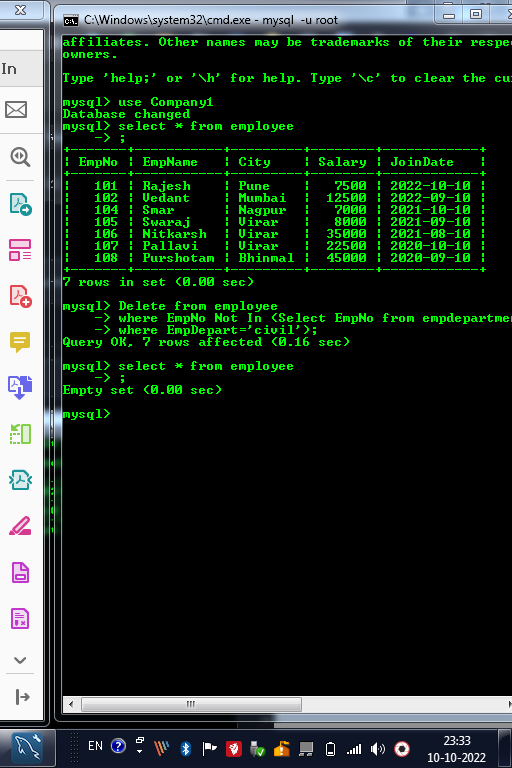 C:\Windows\system32\cmd.exe - mysql -u root
In
affiliates. Other names may be trademarks of their
owners.
Type 'help;' or '\h' for help. Type '\c' to clear the
mysql> use Company1
Database changed
mysql> select * from employee
-> ;
| EmpNo | EmpName | City | Salary | JoinDate |
| 101 | Rajesh | Pune | 7500 | 2022-10-10 |
| 102 | Vedant | Mumbai | 12500 | 2022-09-10 |
| 104 | Smar | Nagpur | 7000 | 2021-10-10 |
| 105 | Swaraj | Virar | 8000 | 2021-09-10 |
| 106 | Nitkarsh | Virar | 35000 | 2021-08-10 |
| 107 | Pallavi | Virar | 22500 | 2020-10-10 |
| 108 | Purshotam | Bhinmal | 45000 | 2020-09-10 |
7 rows in set (0.00 sec)
mysql> Delete from employee
-> where EmpNo Not In (Select EmpNo from empdepartme
-> where EmpDepart='civil');
Query OK, 7 rows affected (0.16 sec)
mysql> select * from employee
-> ;
Empty set (0.00 sec)
mysql>
EN
23:33
10-10-2022